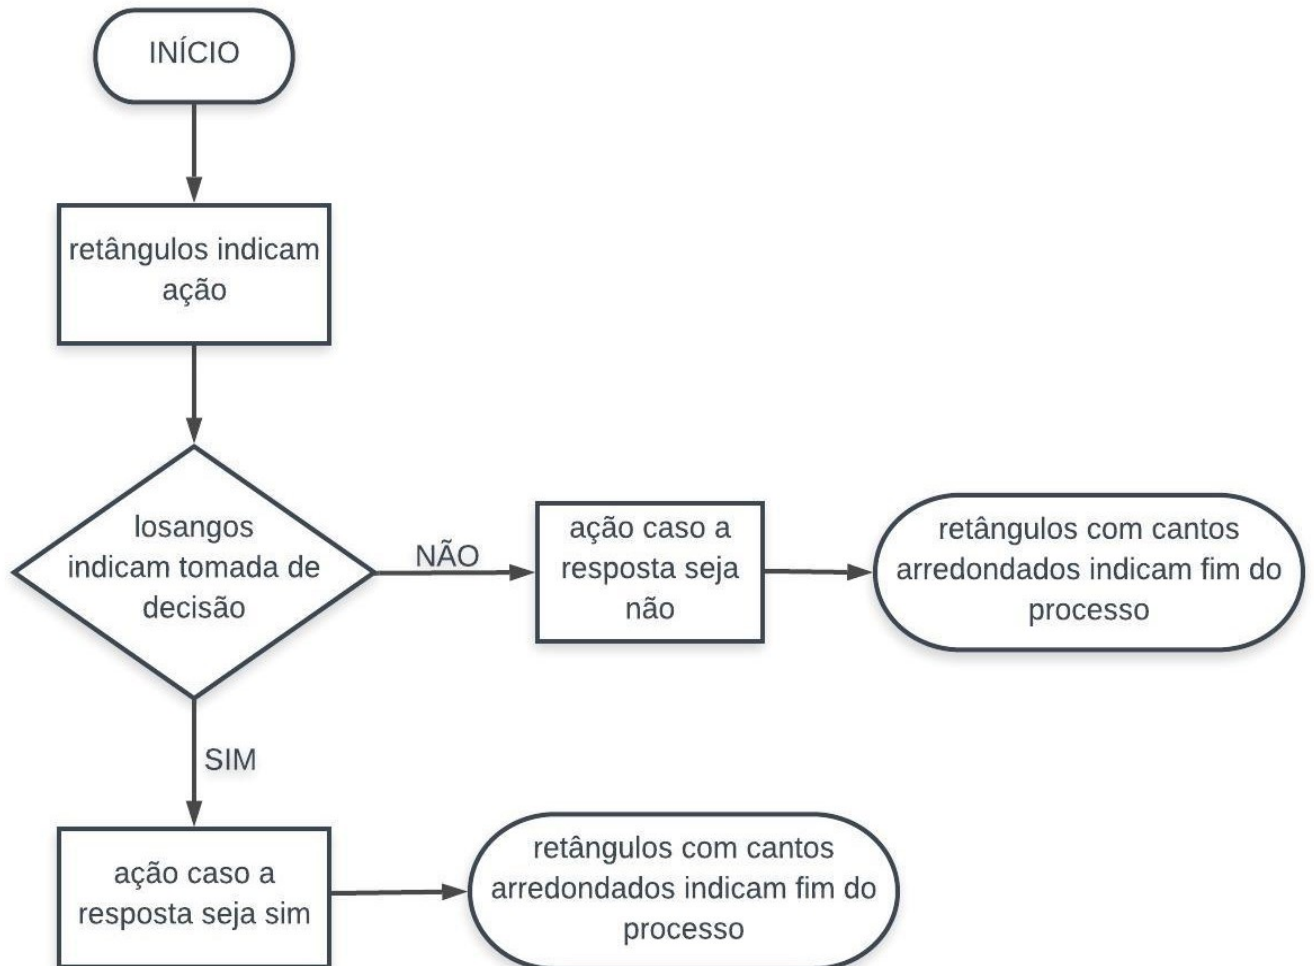 INÍCIO
retângulos indicam
ação
losangos
indicam tomada de
decisão
NÃO
ação caso a
resposta seja
não
retângulos com cantos
arredondados indicam fim do
processo
SIM
ação caso a
resposta seja sim
retângulos com cantos
arredondados indicam fim do
processo